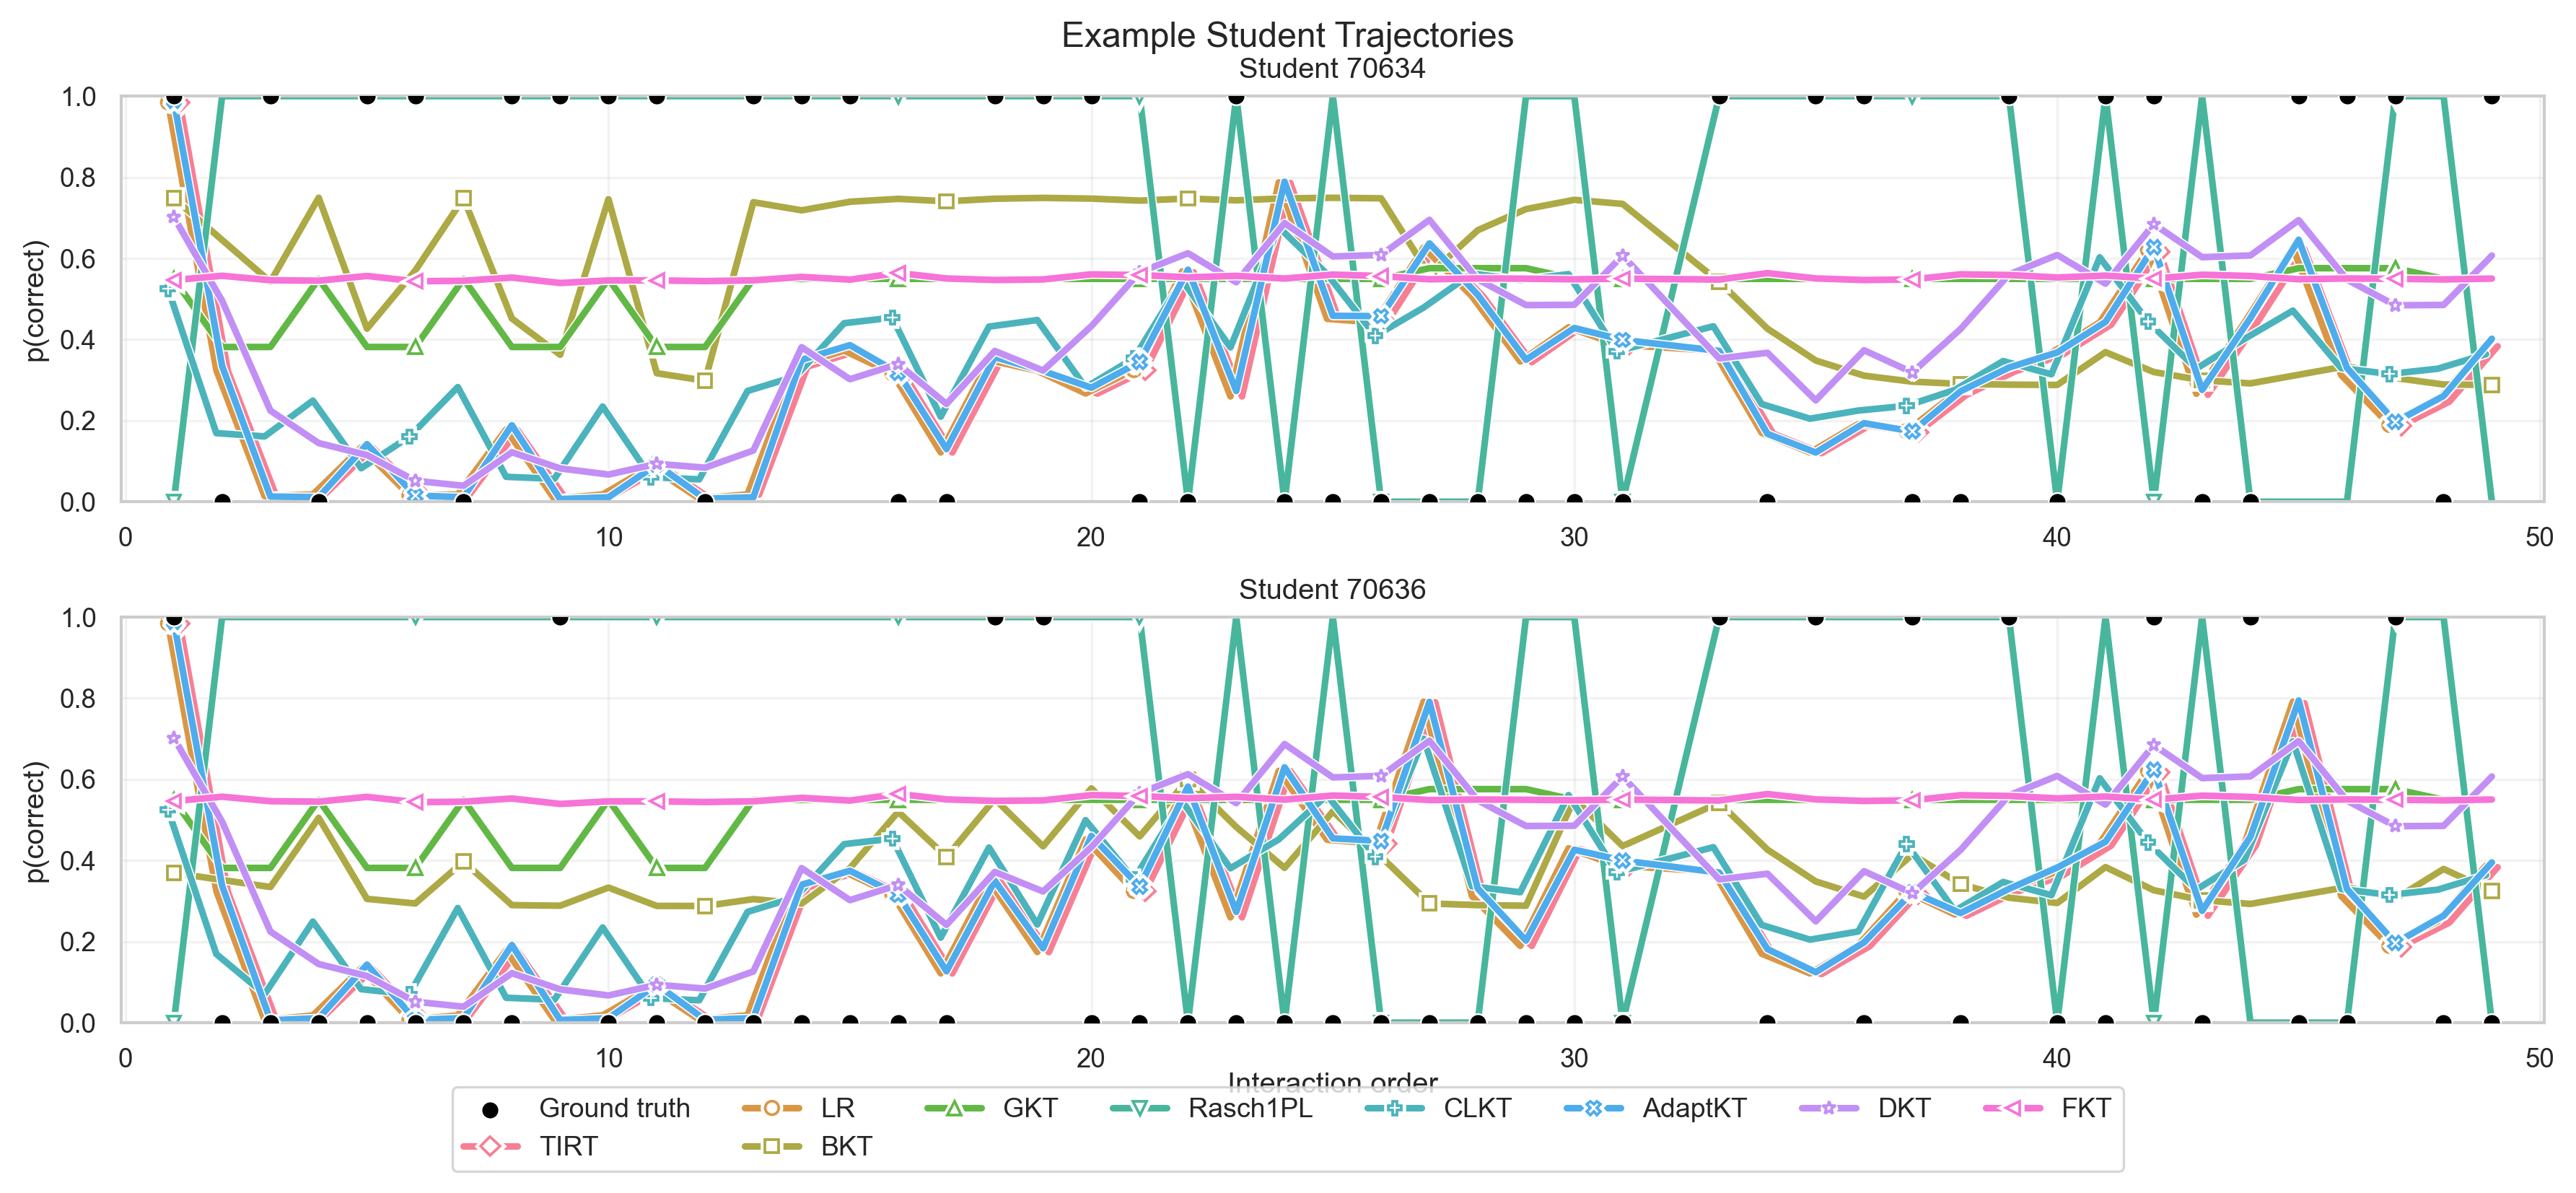 Example Student Trajectories
Student 70634
1.0
0.8
0.6
0.4
0.2
0.0
p(correct)
0 10 20 30 40 50
Student 70636
1.0
0.8
0.6
0.4
0.2
0.0
p(correct)
0 10 20 30 40 50
Interaction order
Ground truth LR GKT Rasch1PL CLKT AdaptKT DKT FKT
TIRT BKT